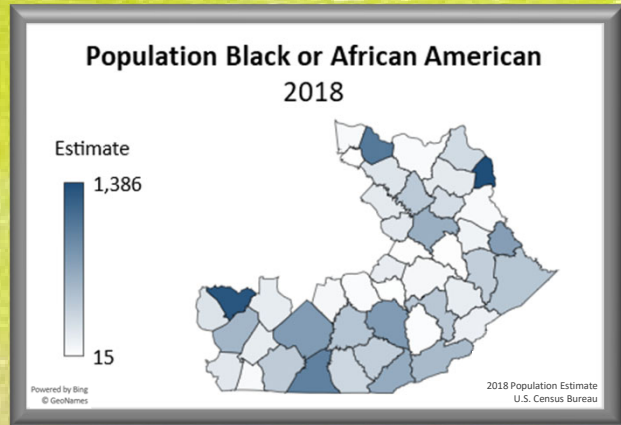 Population Black or African American
2018
Estimate
1,386
15
Powered by Bing
© GeoNames
2018 Population Estimate
U.S. Census Bureau